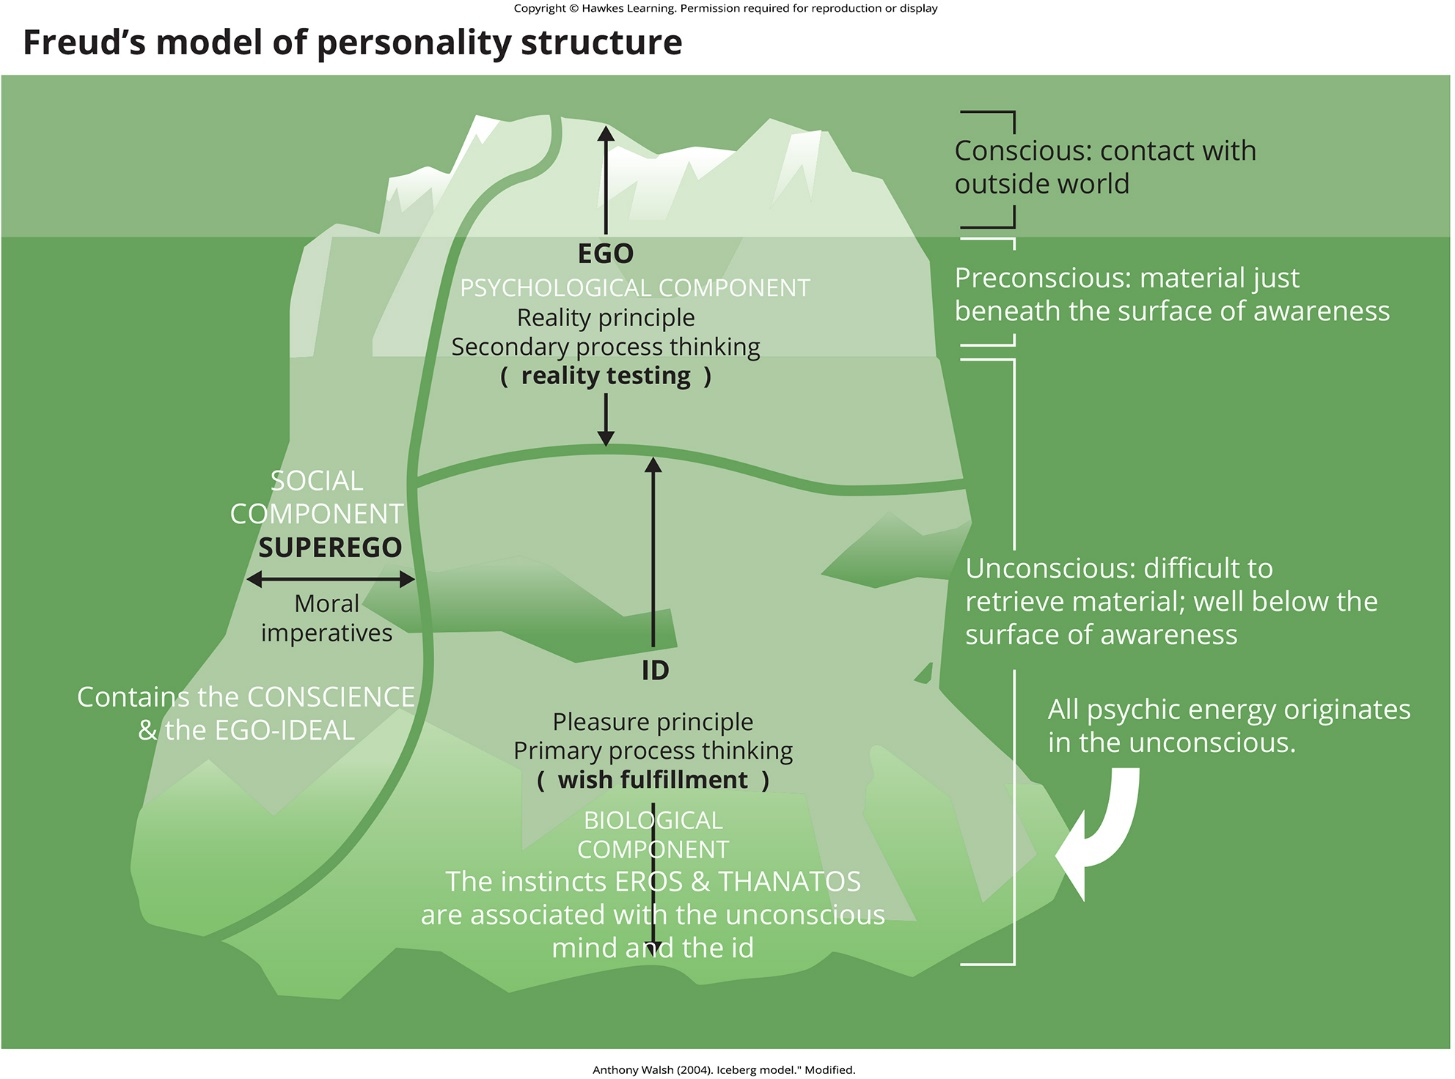 Copyright © Hawkes Learning. Permission required for reproduction or display
Freud’s model of personality structure
Conscious: contact with
outside world
EGO
PSYCHOLOGICAL COMPONENT
Reality principle
Secondary process thinking
( reality testing )
Preconscious: material just
beneath the surface of awareness
SOCIAL
COMPONENT
SUPEREGO
Moral
imperatives
Contains the CONSCIENCE
& the EGO-IDEAL
ID
Pleasure principle
Primary process thinking
( wish fulfillment )
BIOLOGICAL
COMPONENT
The instincts EROS & THANATOS
are associated with the unconscious
mind and the id
Unconscious: difficult to
retrieve material; well below the
surface of awareness
All psychic energy originates
in the unconscious.
Anthony Walsh (2004). Iceberg model." Modified.